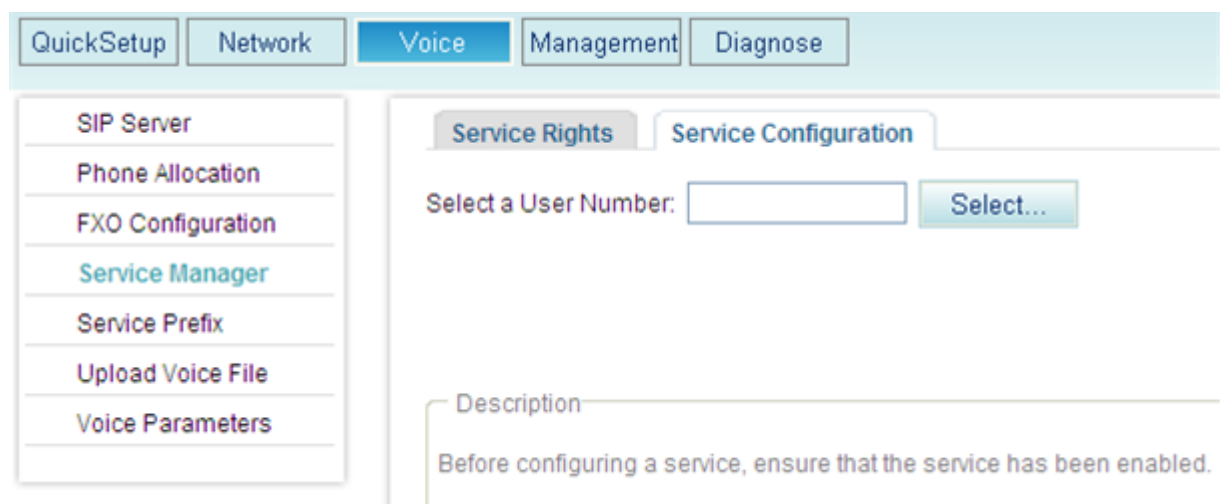 QuickSetup Network Voice Management Diagnose
SIP Server
Phone Allocation
FXO Configuration
Service Manager
Service Prefix
Upload Voice File
Voice Parameters
Service Rights Service Configuration
Select a User Number: Select...
Description
Before configuring a service, ensure that the service has been enabled.